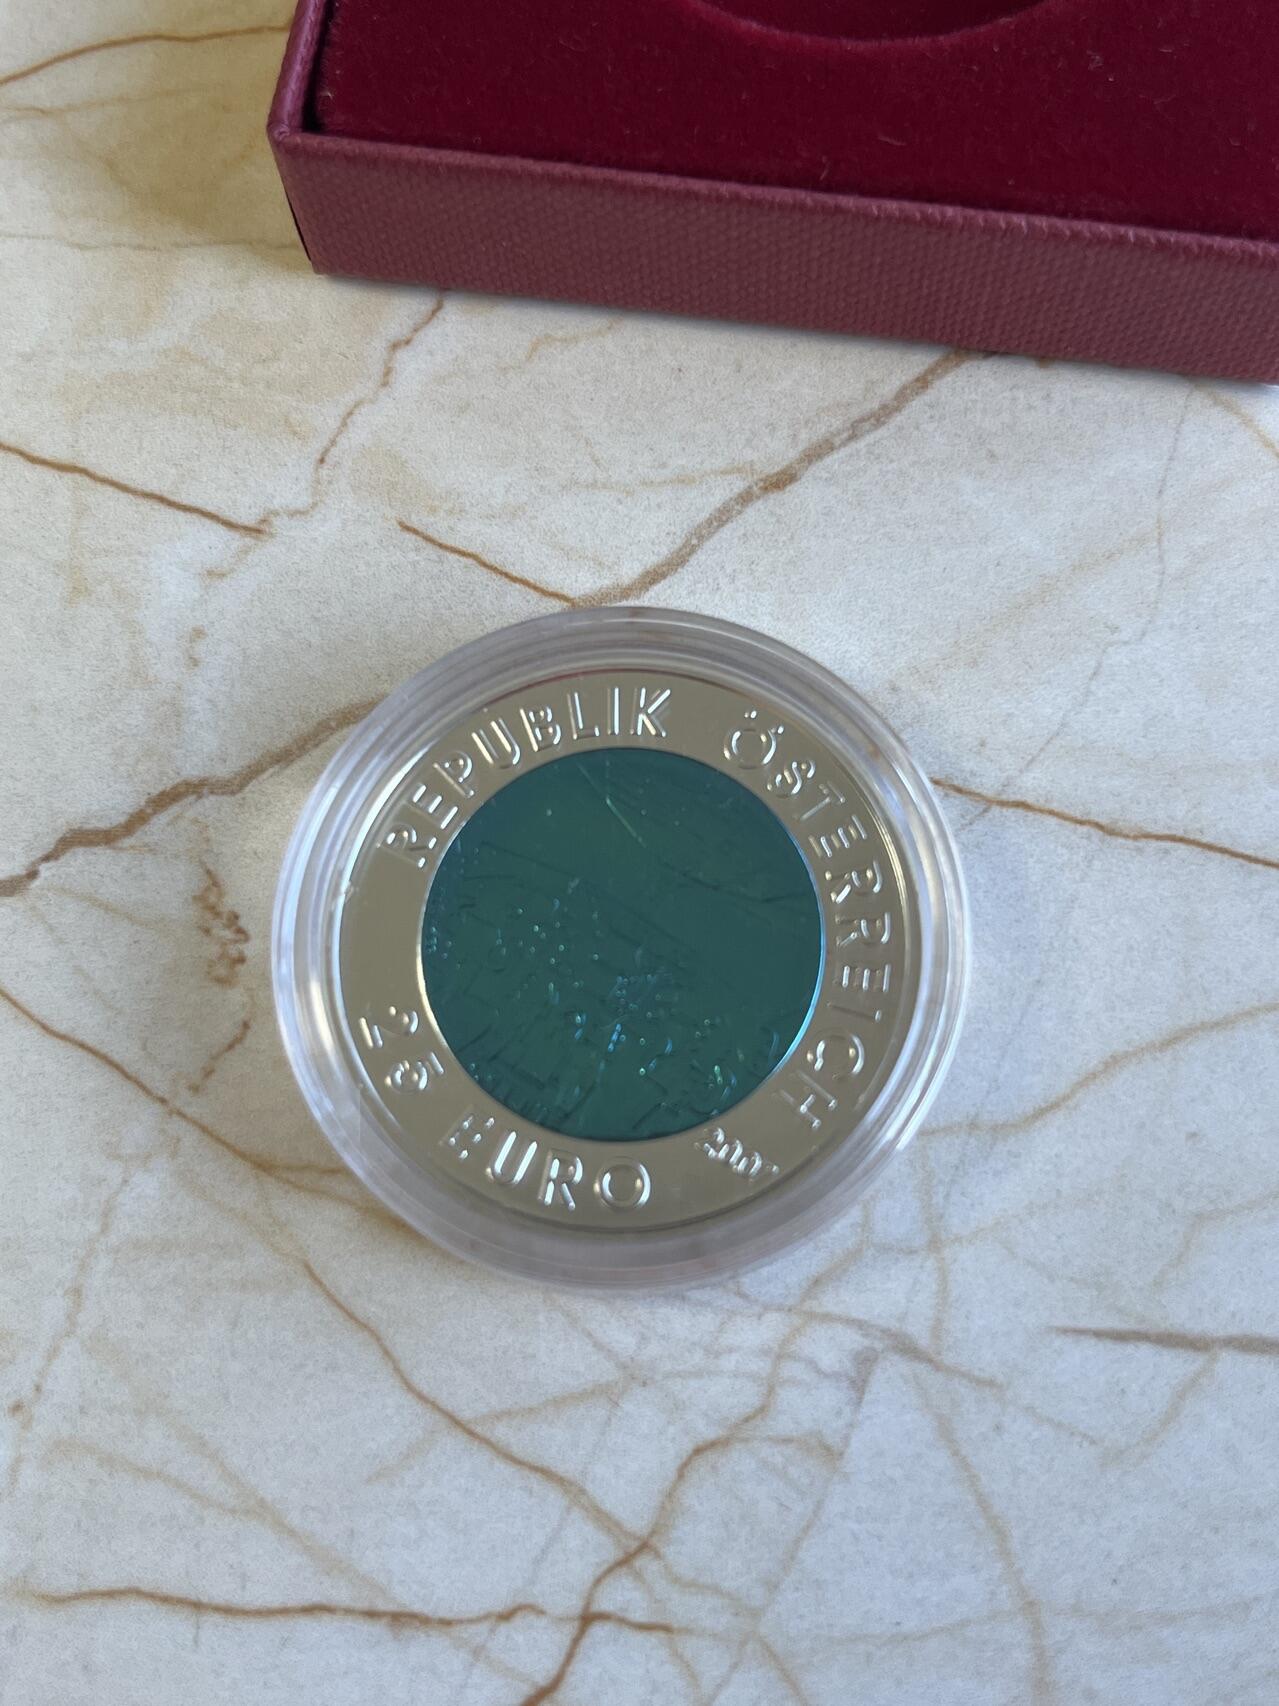 REPUBLIK ÖSTERREICH
25 EURO